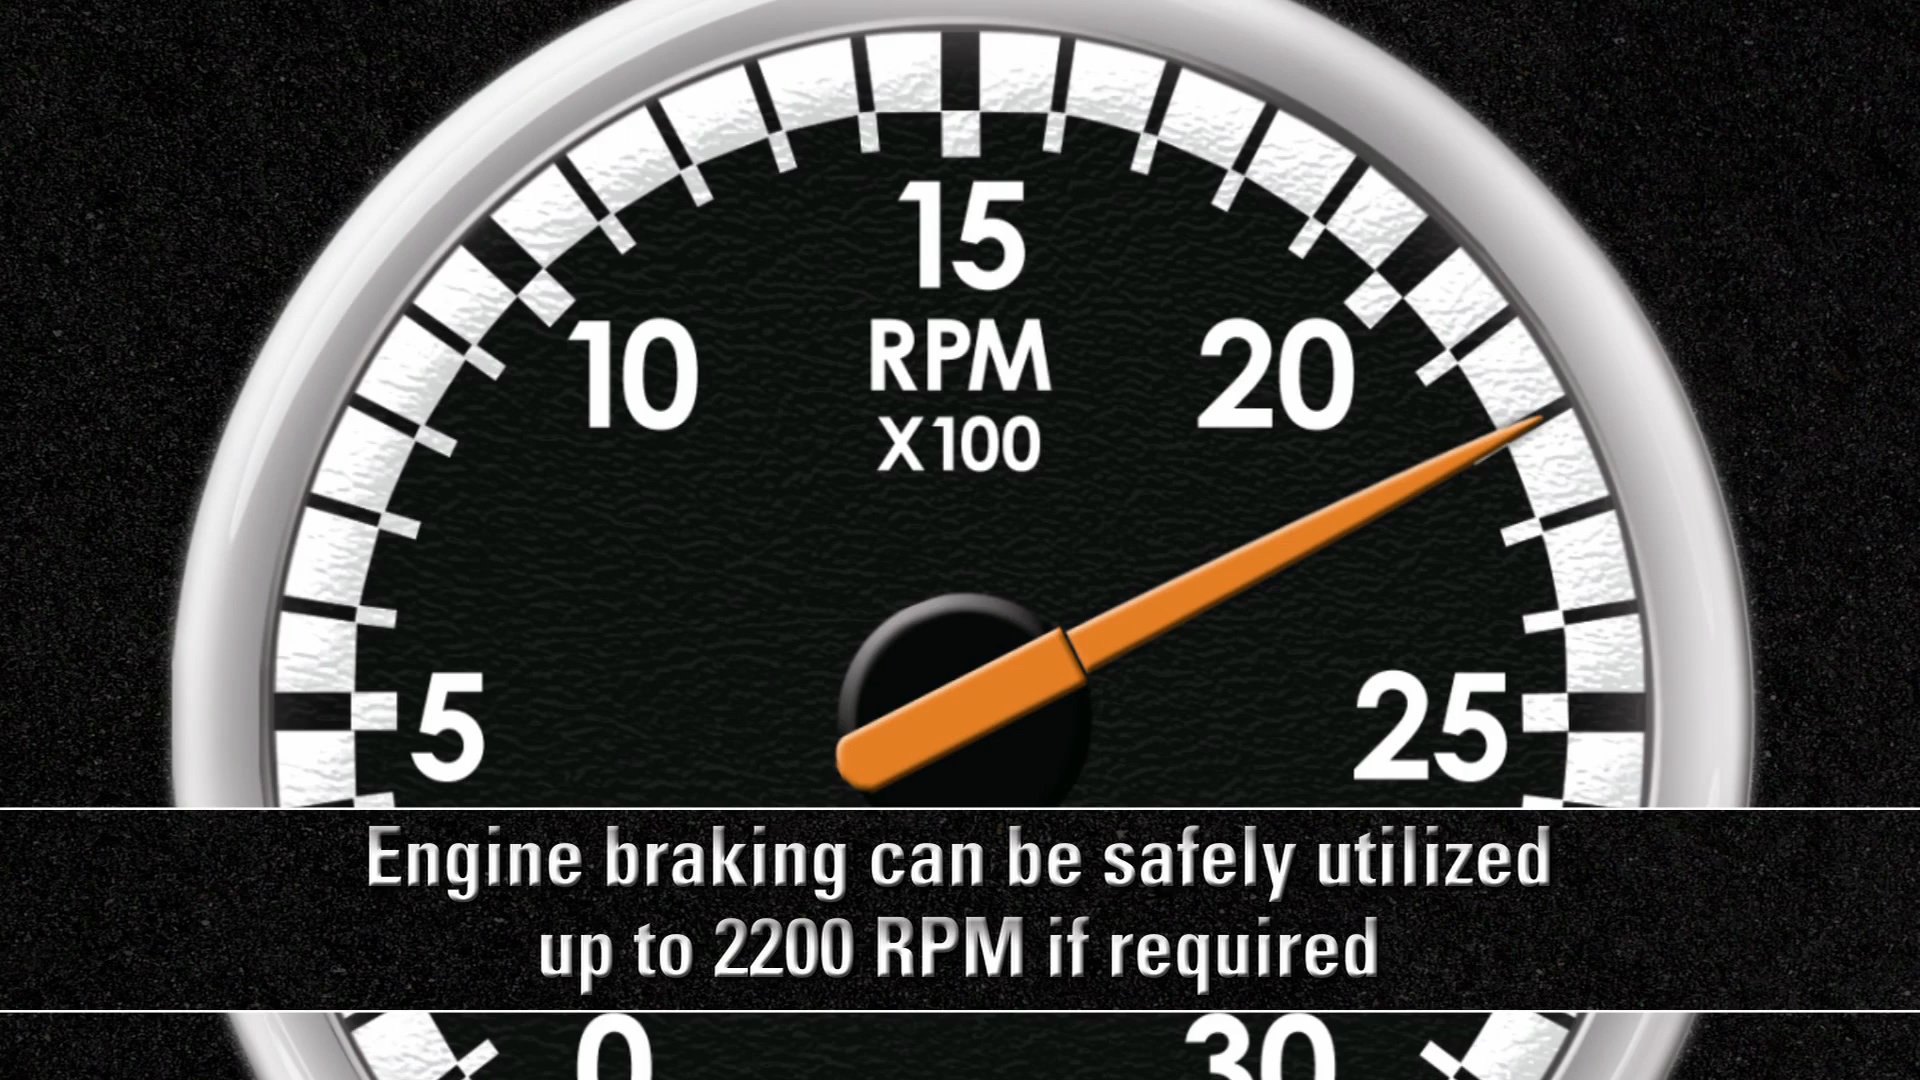 15
RPM
X100
10
20
5
25
Engine braking can be safely utilized
up to 2200 RPM if required
0
30